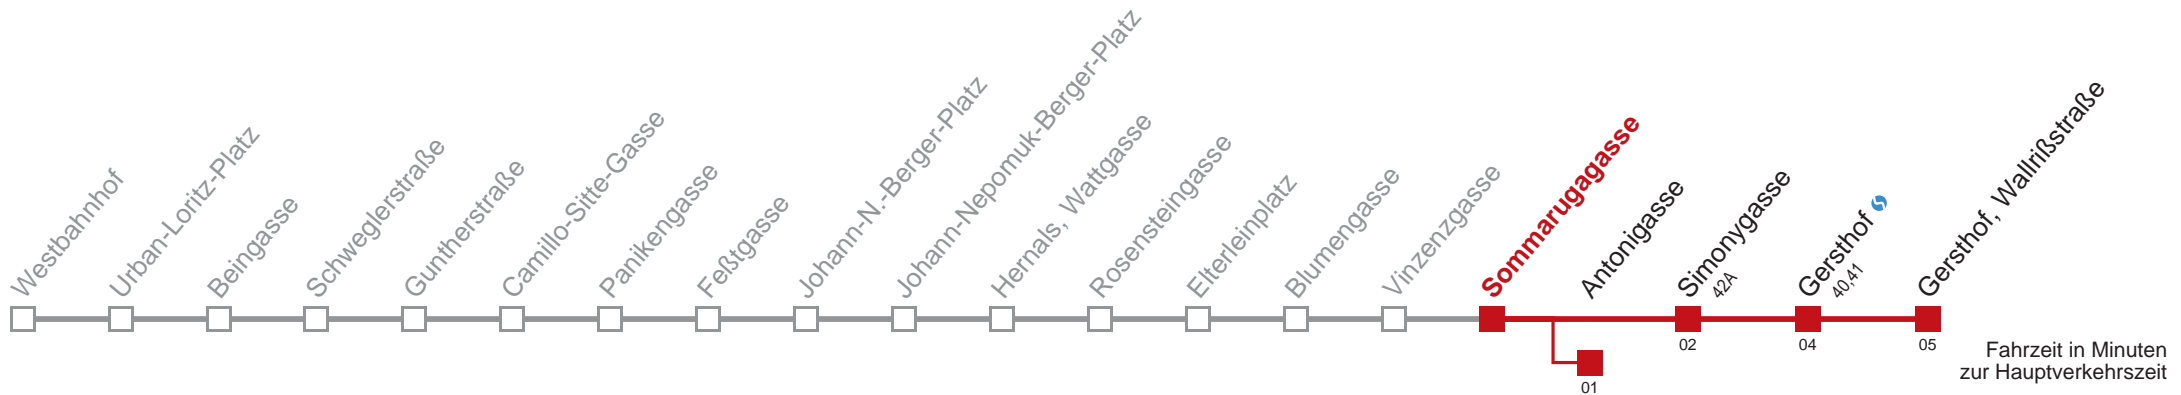 Westbahnhof
Urban-Loritz-Platz
Beingasse
Schweglerstraße
Guntherstraße
Camillo-Sitte-Gasse
Panikengasse
Feßtgasse
Johann-N.-Berger-Platz
Johann-Nepomuk-Berger-Platz
Hernals, Wattgasse
Rosensteingasse
Elterleinplatz
Blumengasse
Vinzenzgasse
Sommarugagasse
Antonigasse
Simonygasse
42A
Gersthof
40,41
Gersthof, Wallrißstraße
01
02
04
05
Fahrzeit in Minuten
zur Hauptverkehrszeit